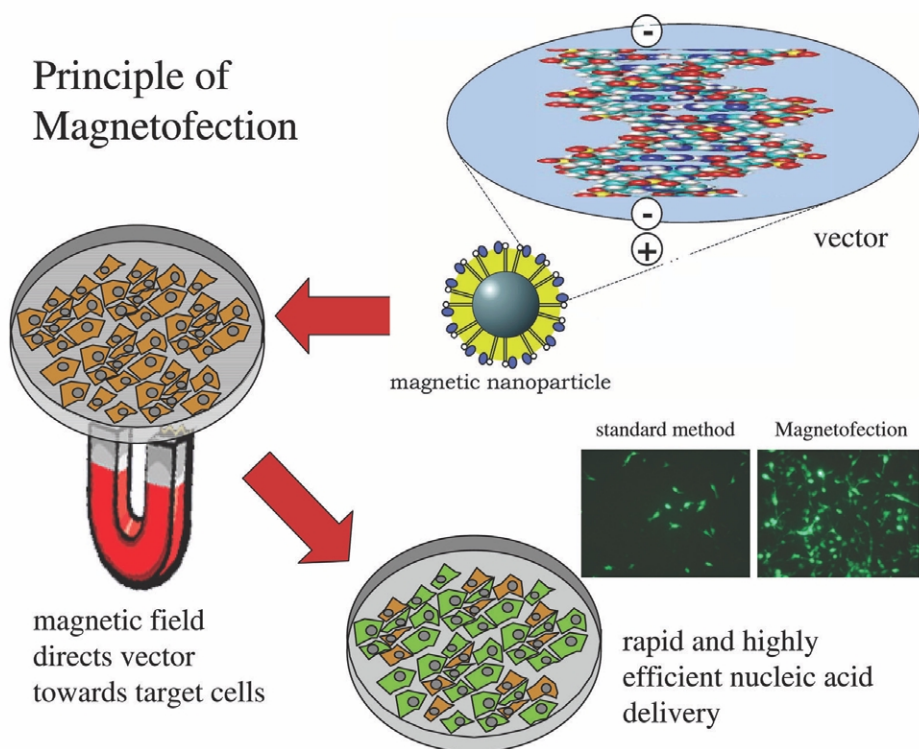 Principle of
Magnetofection
-
-
+
vector
magnetic nanoparticle
standard method
Magnetofection
magnetic field
directs vector
towards target cells
rapid and highly
efficient nucleic acid
delivery